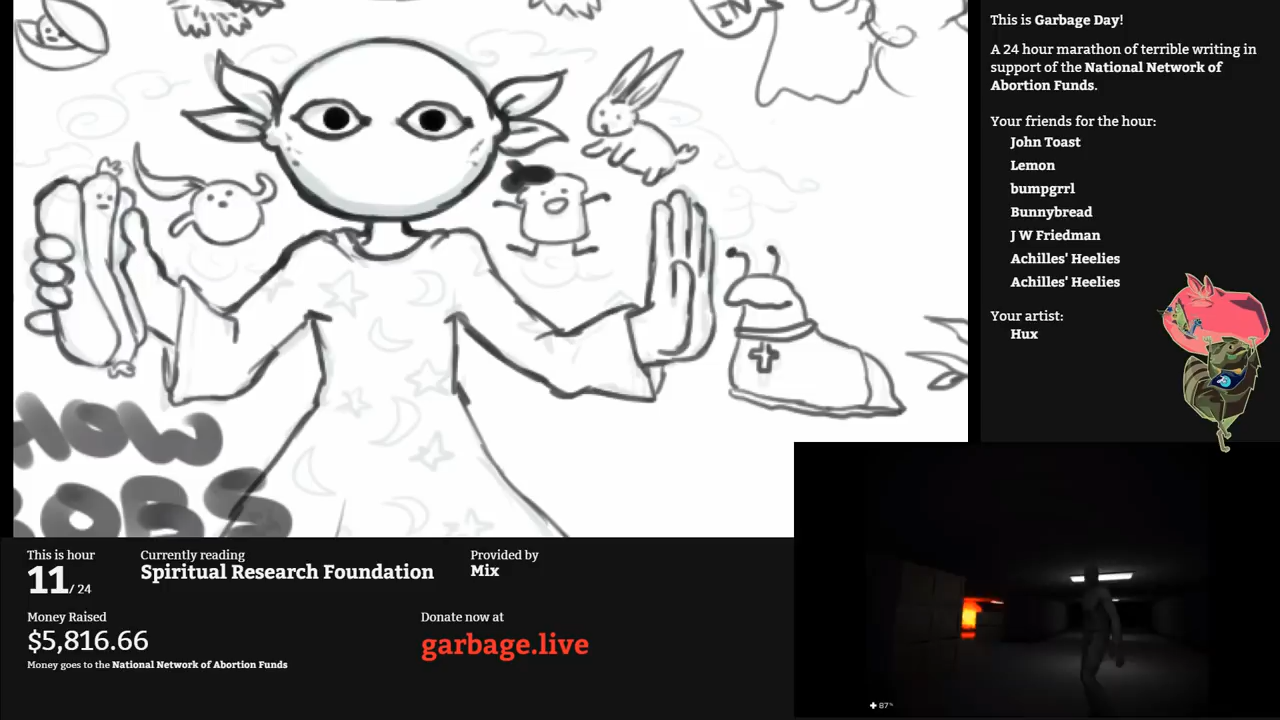 IN
This is Garbage Day!
A 24 hour marathon of terrible writing in
support of the National Network of
Abortion Funds.
Your friends for the hour:
John Toast
Lemon
bumpgrrl
Bunnybread
J W Friedman
Achilles' Heelies
Achilles' Heelies
Your artist:
Hux
This is hour
11/ 24
Currently reading
Spiritual Research Foundation
Provided by
Mix
Money Raised
$5,816.66
Money goes to the National Network of Abortion Funds
Donate now at
garbage.live
87%